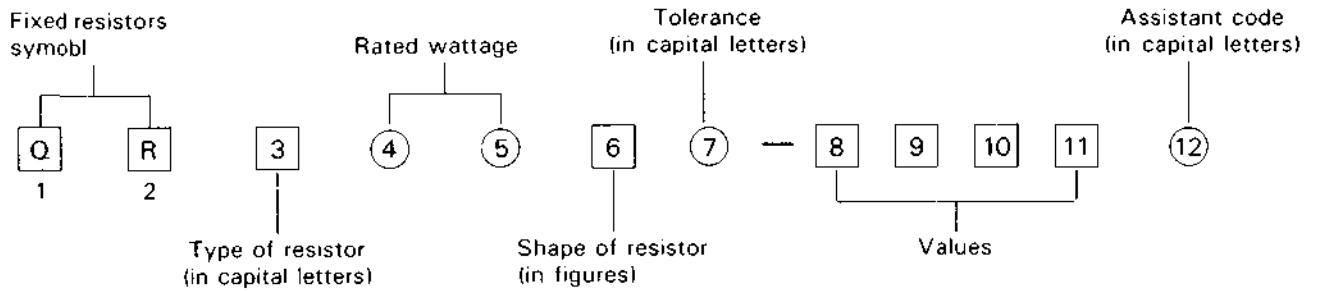 Fixed resistors
symobl
Rated wattage
Tolerance
(in capital letters)
Assistant code
(in capital letters)
Q R 3 4 5 6 7 — 8 9 10 11 12
1 2
Type of resistor
(in capital letters)
Shape of resistor
(in figures)
Values